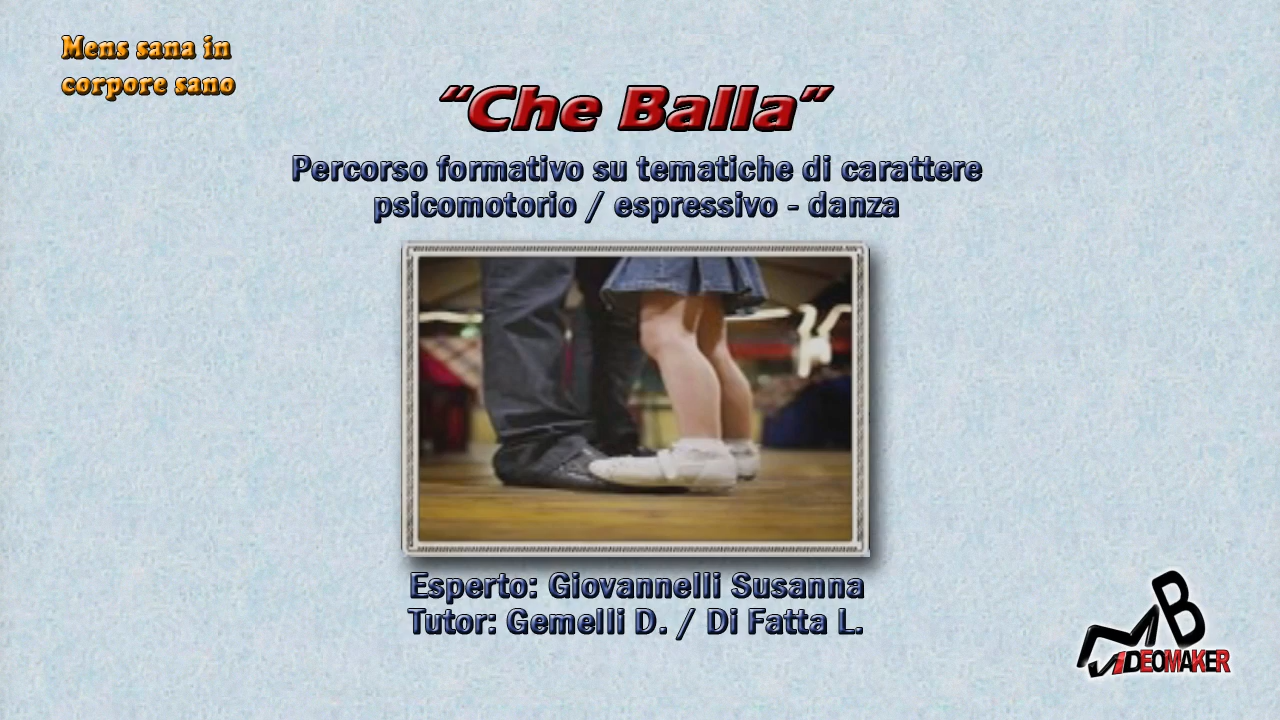 Mens sana in
corpore sano
“Che Balla”
Percorso formativo su tematiche di carattere
psicomotorio / espressivo - danza
Esperto: Giovannelli Susanna
Tutor: Gemelli D. / Di Fatta L.
MB
VIDEOMAKER